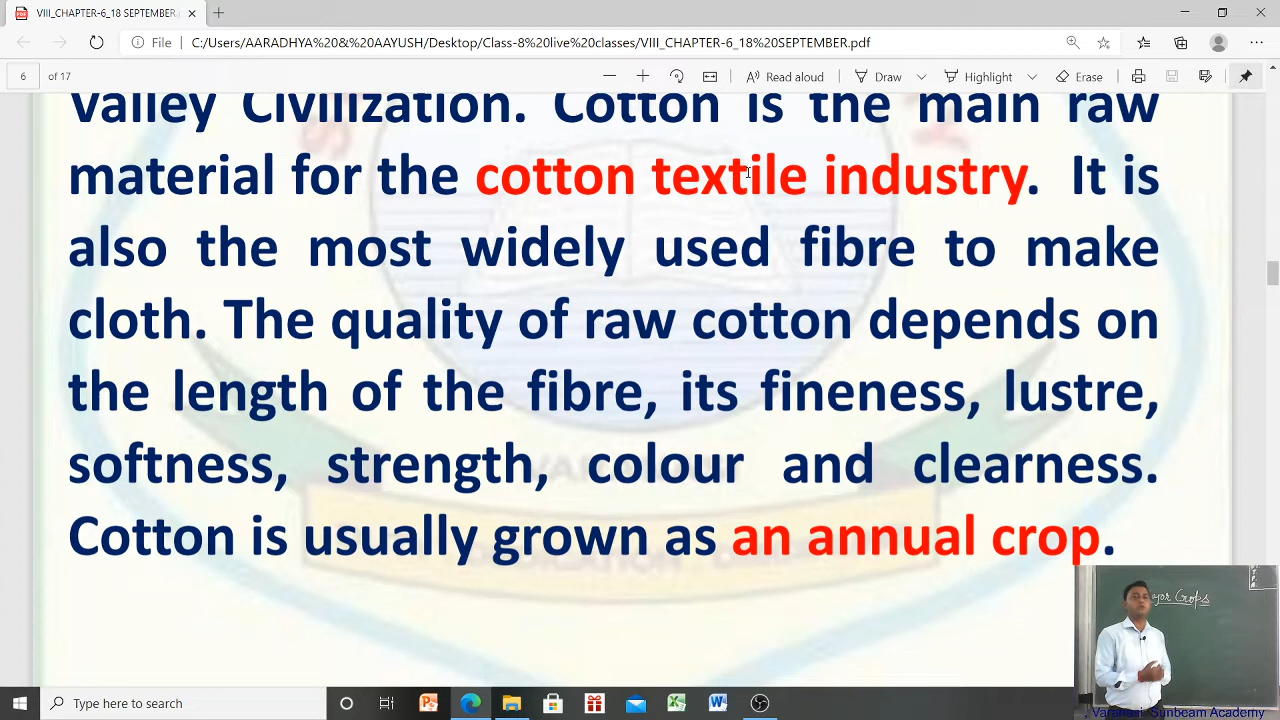 VIII_CHAPTER-6_18 SEPTEMBER.
File
C:/Users/AARADHYA%20&%20AAYUSH/Desktop/Class-8%20live%20classes/VIII_CHAPTER-6_18%20SEPTEMBER.pdf
6 of 17
Read aloud
Draw
Highlight
Erase
Valley Civilization. Cotton is the main raw
material for the cotton textile industry. It is
also the most widely used fibre to make
cloth. The quality of raw cotton depends on
the length of the fibre, its fineness, lustre,
softness, strength, colour and clearness.
Cotton is usually grown as an annual crop.
Crops
Type here to search
, Varanasi Sunbeam Academy